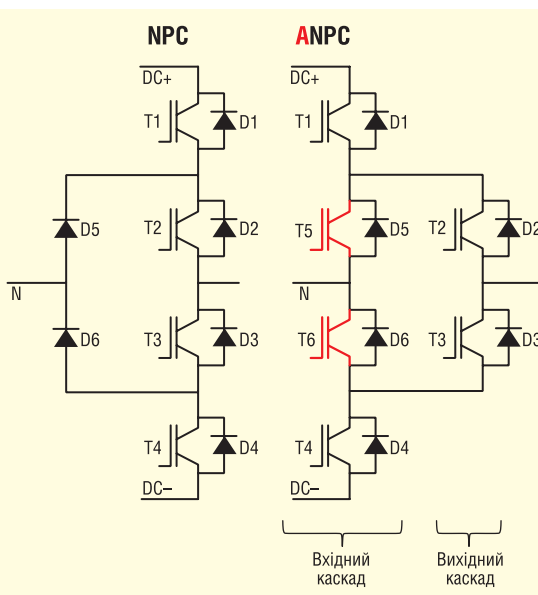 NPC
ANPC
DC+
DC+
T1
D1
T1
D1
D5
T2
D2
T5
D5
T2
D2
N
N
D6
T3
D3
T6
D6
T3
D3
T4
D4
T4
D4
DC–
DC–
Вхідний
каскад
Вихідний
каскад